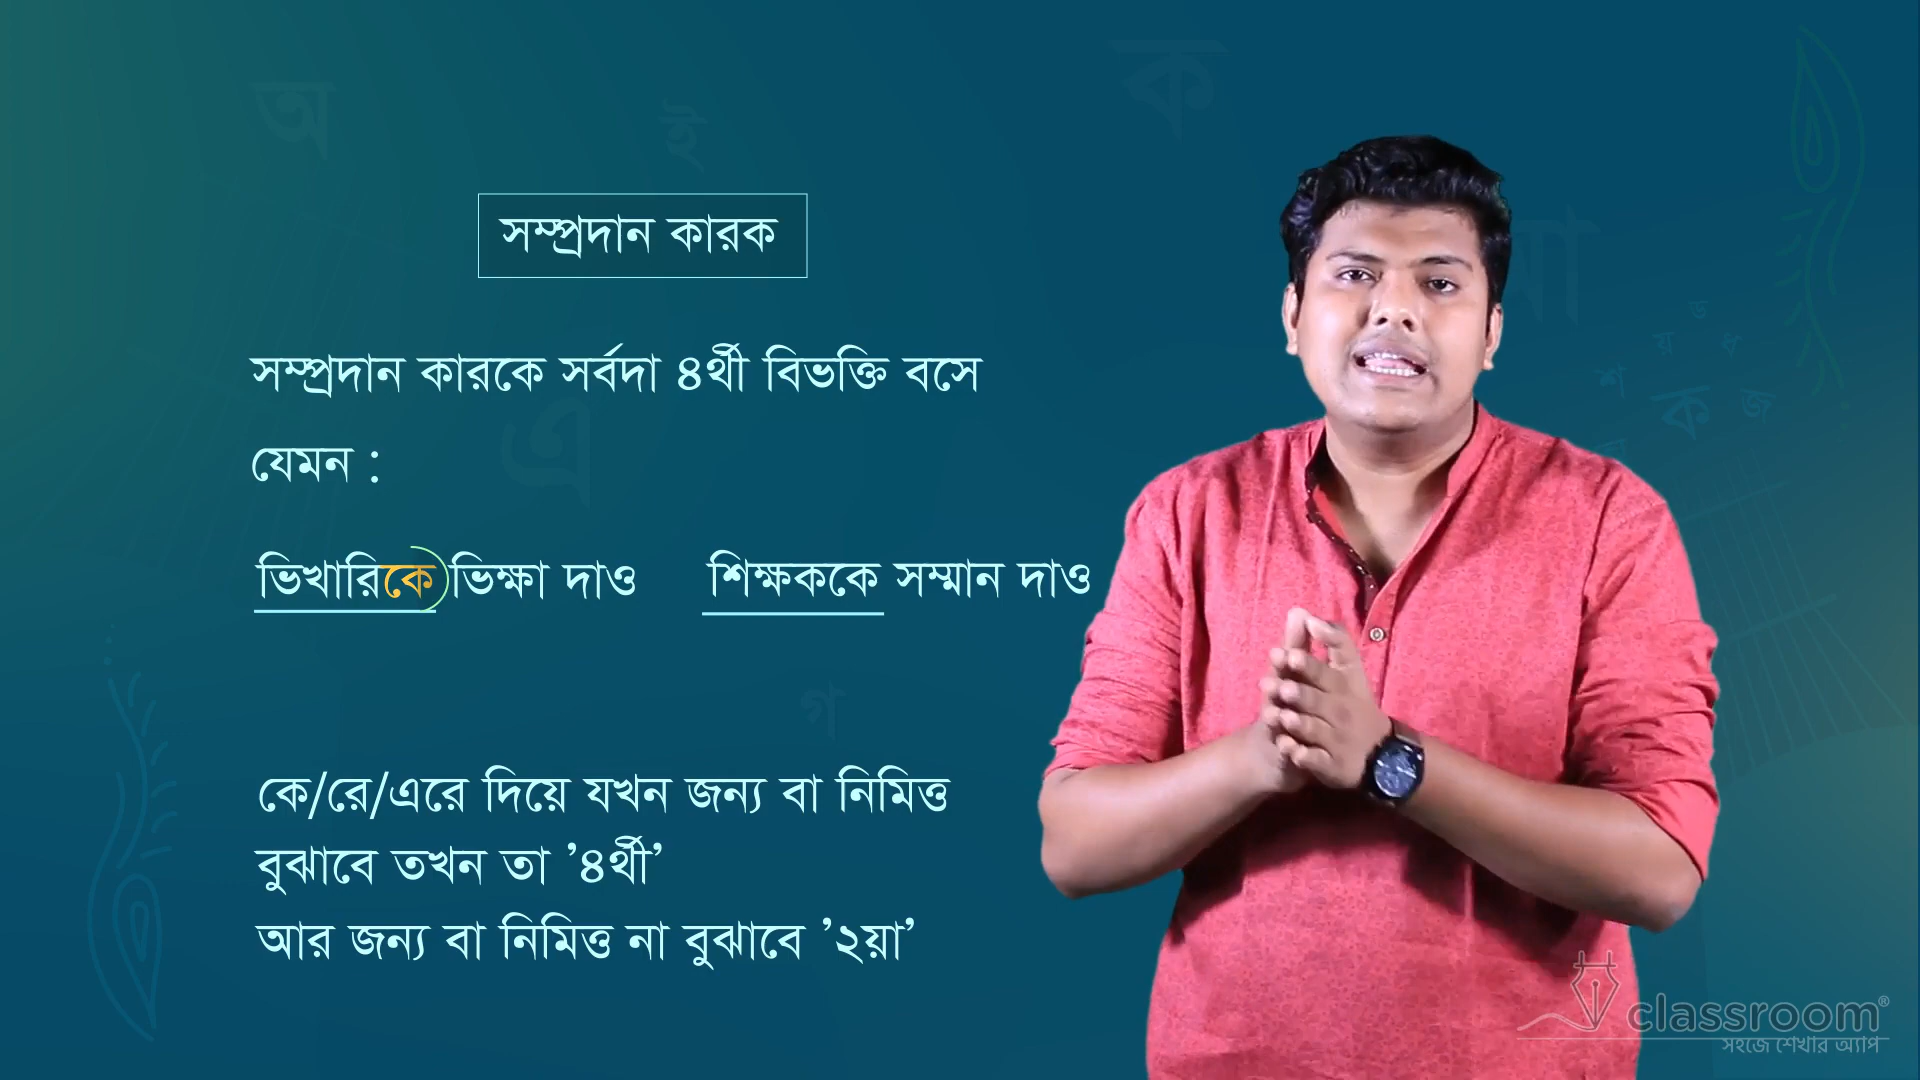 সম্প্রদান কারক
সম্প্রদান কারকে সর্বদা ৪র্থী বিভক্তি বসে
যেমন :
ভিখারিকে ভিক্ষা দাও শিক্ষককে সম্মান দাও
কে/রে/এরে দিয়ে যখন জন্য বা নিমিত্ত
বুঝাবে তখন তা ’৪র্থী’
আর জন্য বা নিমিত্ত না বুঝাবে ’২য়া’
classroom®
সহজে শেখার অ্যাপ